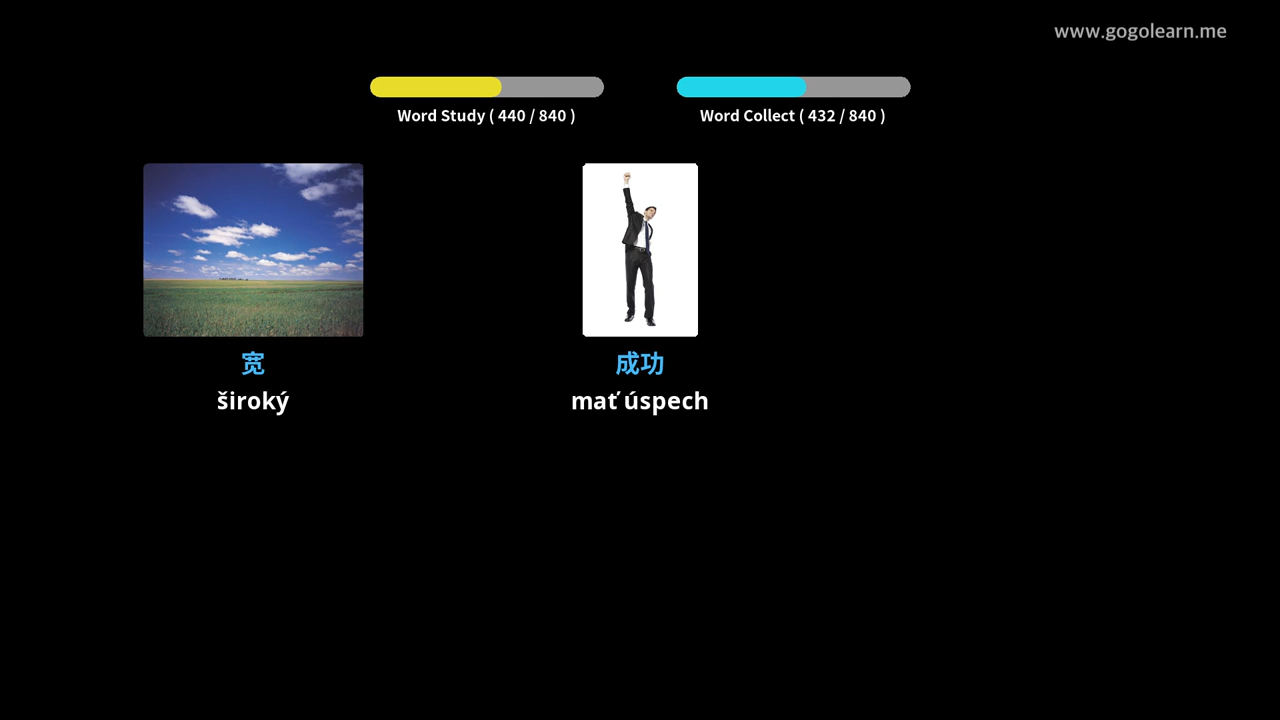 www.gogolearn.me
Word Study ( 440 / 840 )
Word Collect ( 432 / 840 )
宽
široký
成功
mať úspech